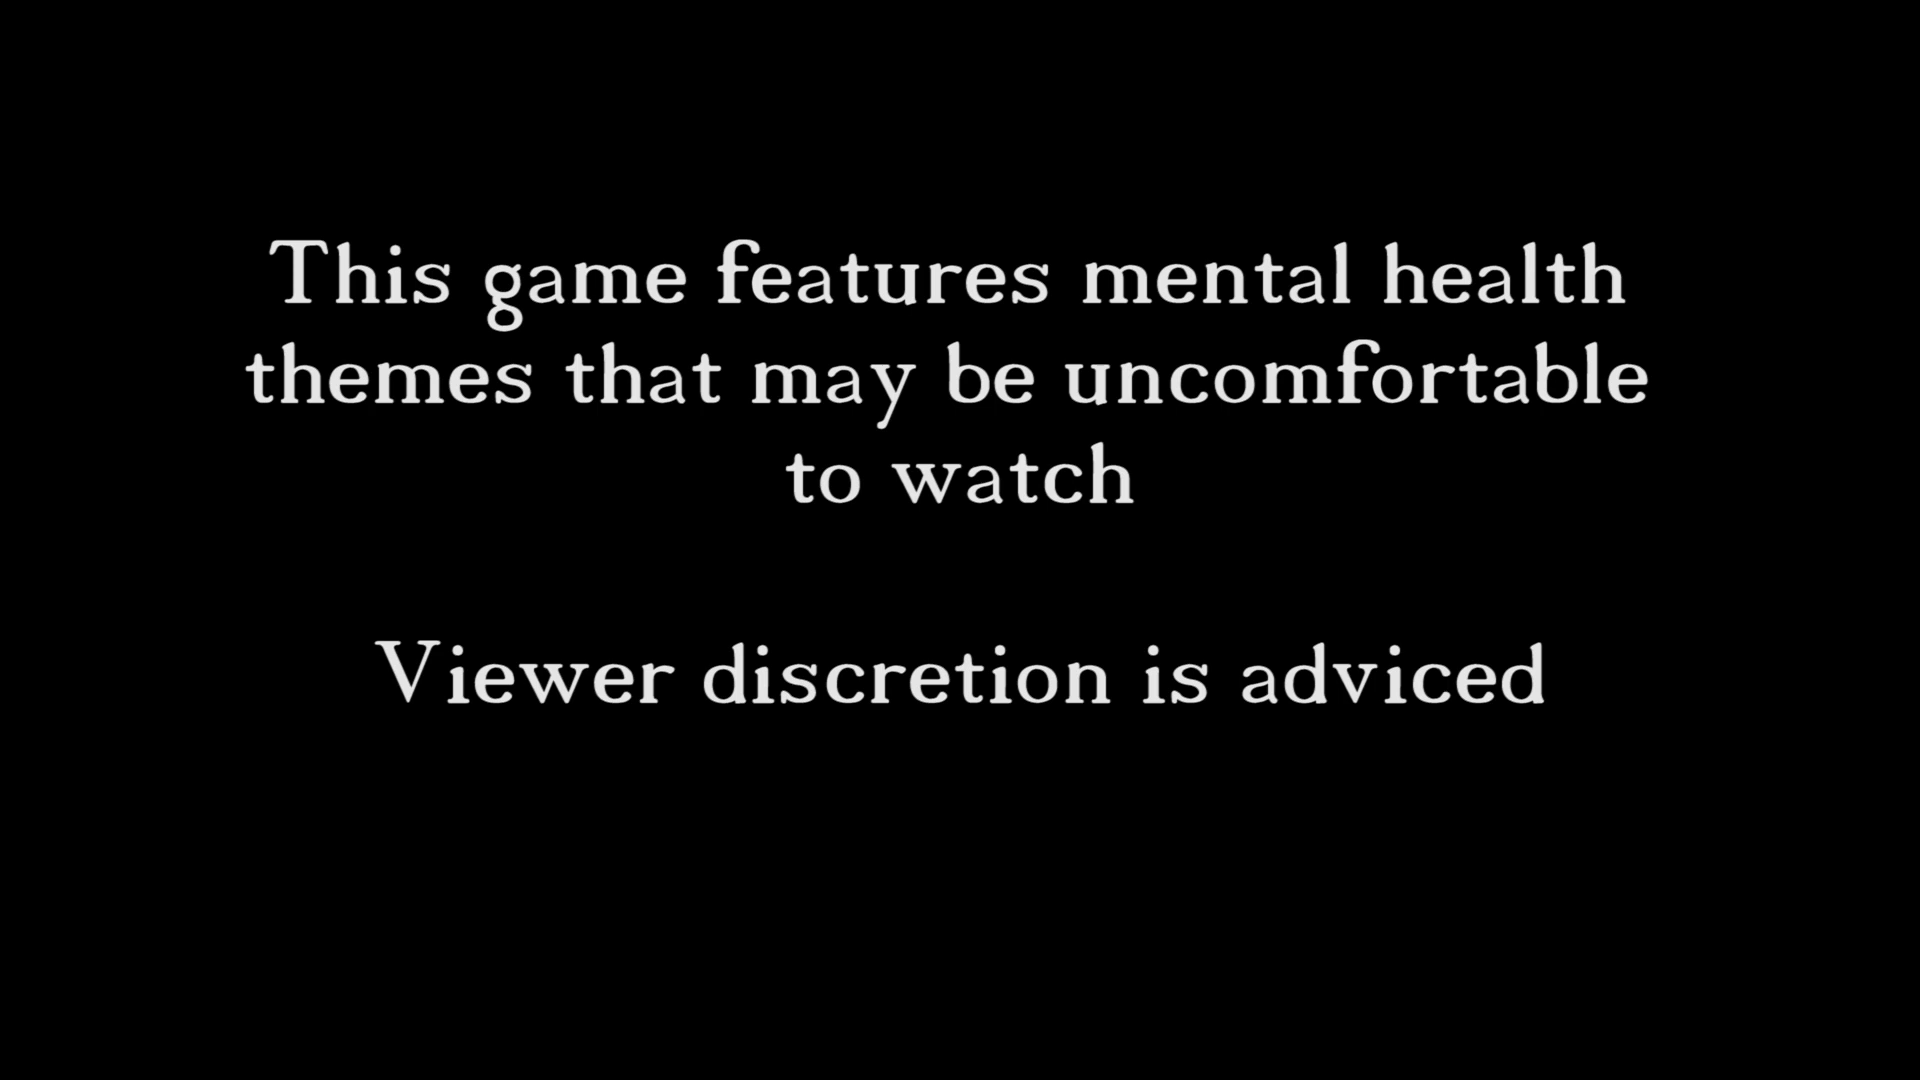 This game features mental health
themes that may be uncomfortable
to watch
Viewer discretion is adviced